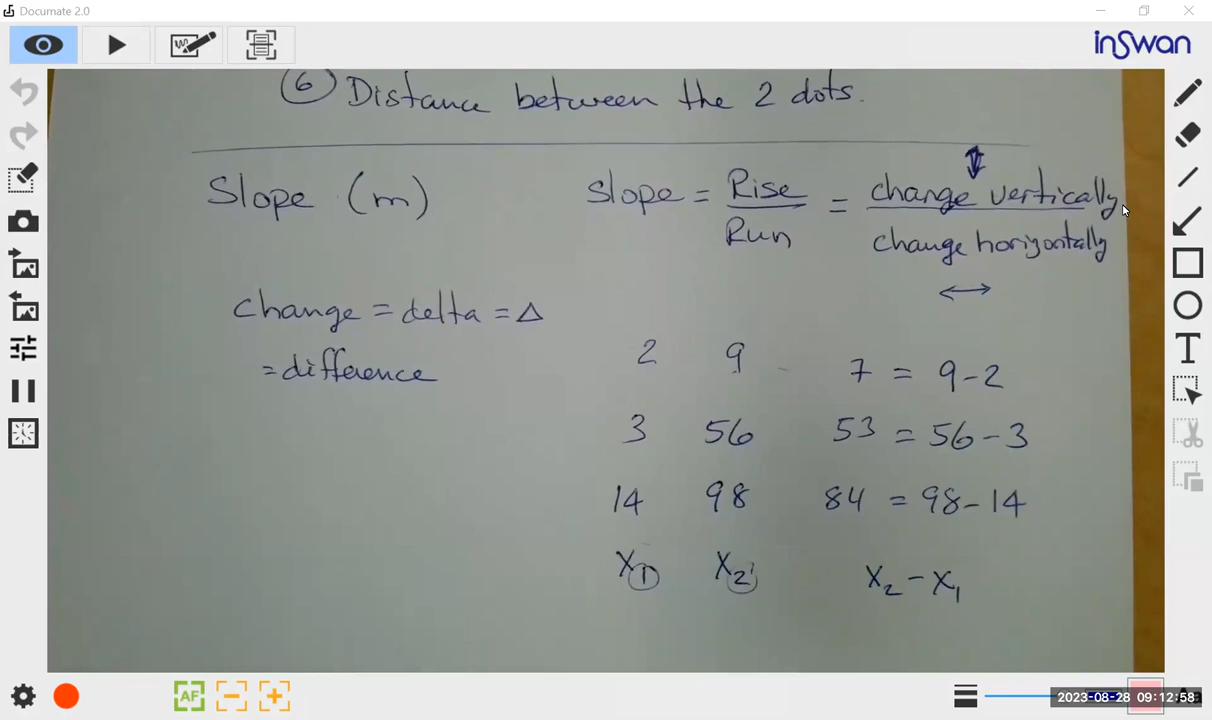 Documate 2.0
inSwan
⑥ Distance between the 2 dots.
Slope (m)
Slope = Rise / Run = change vertically / change horizontally
↕
↔
change = delta = Δ
= difference
2 9 7 = 9-2
3 56 53 = 56-3
14 98 84 = 98-14
X₁ X₂ X₂ - X₁
T
AF
2023-08-28 09:12:58